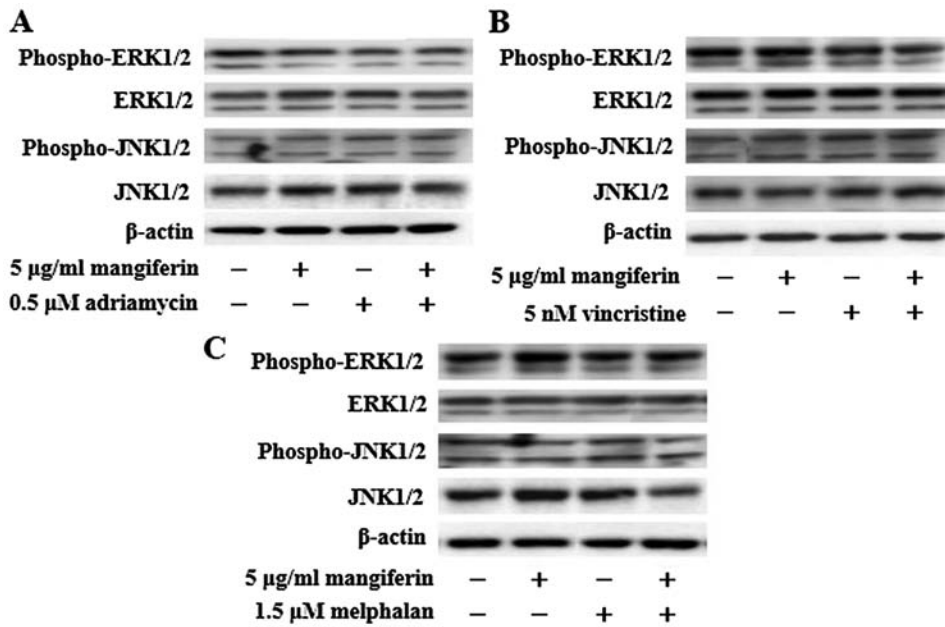 A
Phospho-ERK1/2
ERK1/2
Phospho-JNK1/2
JNK1/2
β-actin
5 μg/ml mangiferin − + − +
0.5 μM adriamycin − − + +
B
Phospho-ERK1/2
ERK1/2
Phospho-JNK1/2
JNK1/2
β-actin
5 μg/ml mangiferin − + − +
5 nM vincristine − − + +
C
Phospho-ERK1/2
ERK1/2
Phospho-JNK1/2
JNK1/2
β-actin
5 μg/ml mangiferin − + − +
1.5 μM melphalan − − + +